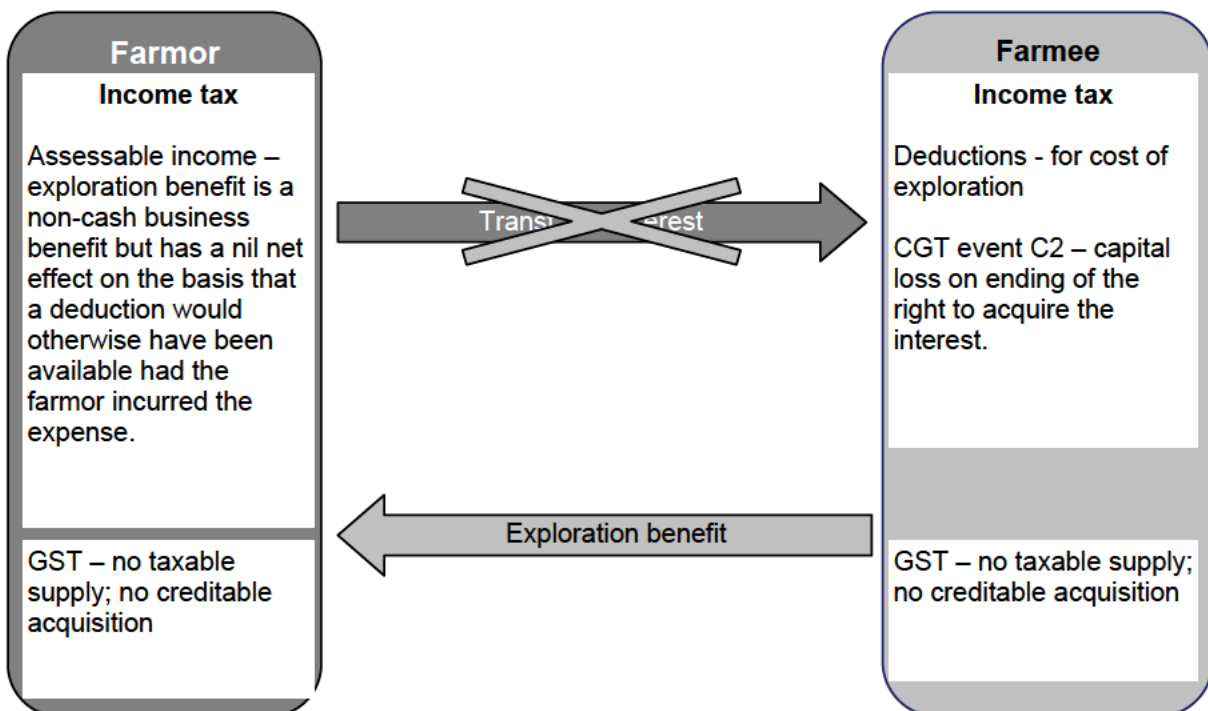 Farmor
Income tax
Assessable income –
exploration benefit is a
non-cash business
benefit but has a nil net
effect on the basis that
a deduction would
otherwise have been
available had the
farmor incurred the
expense.
GST – no taxable
supply; no creditable
acquisition
Exploration benefit
Farmee
Income tax
Deductions - for cost of
exploration
CGT event C2 – capital
loss on ending of the
right to acquire the
interest.
GST – no taxable supply;
no creditable acquisition